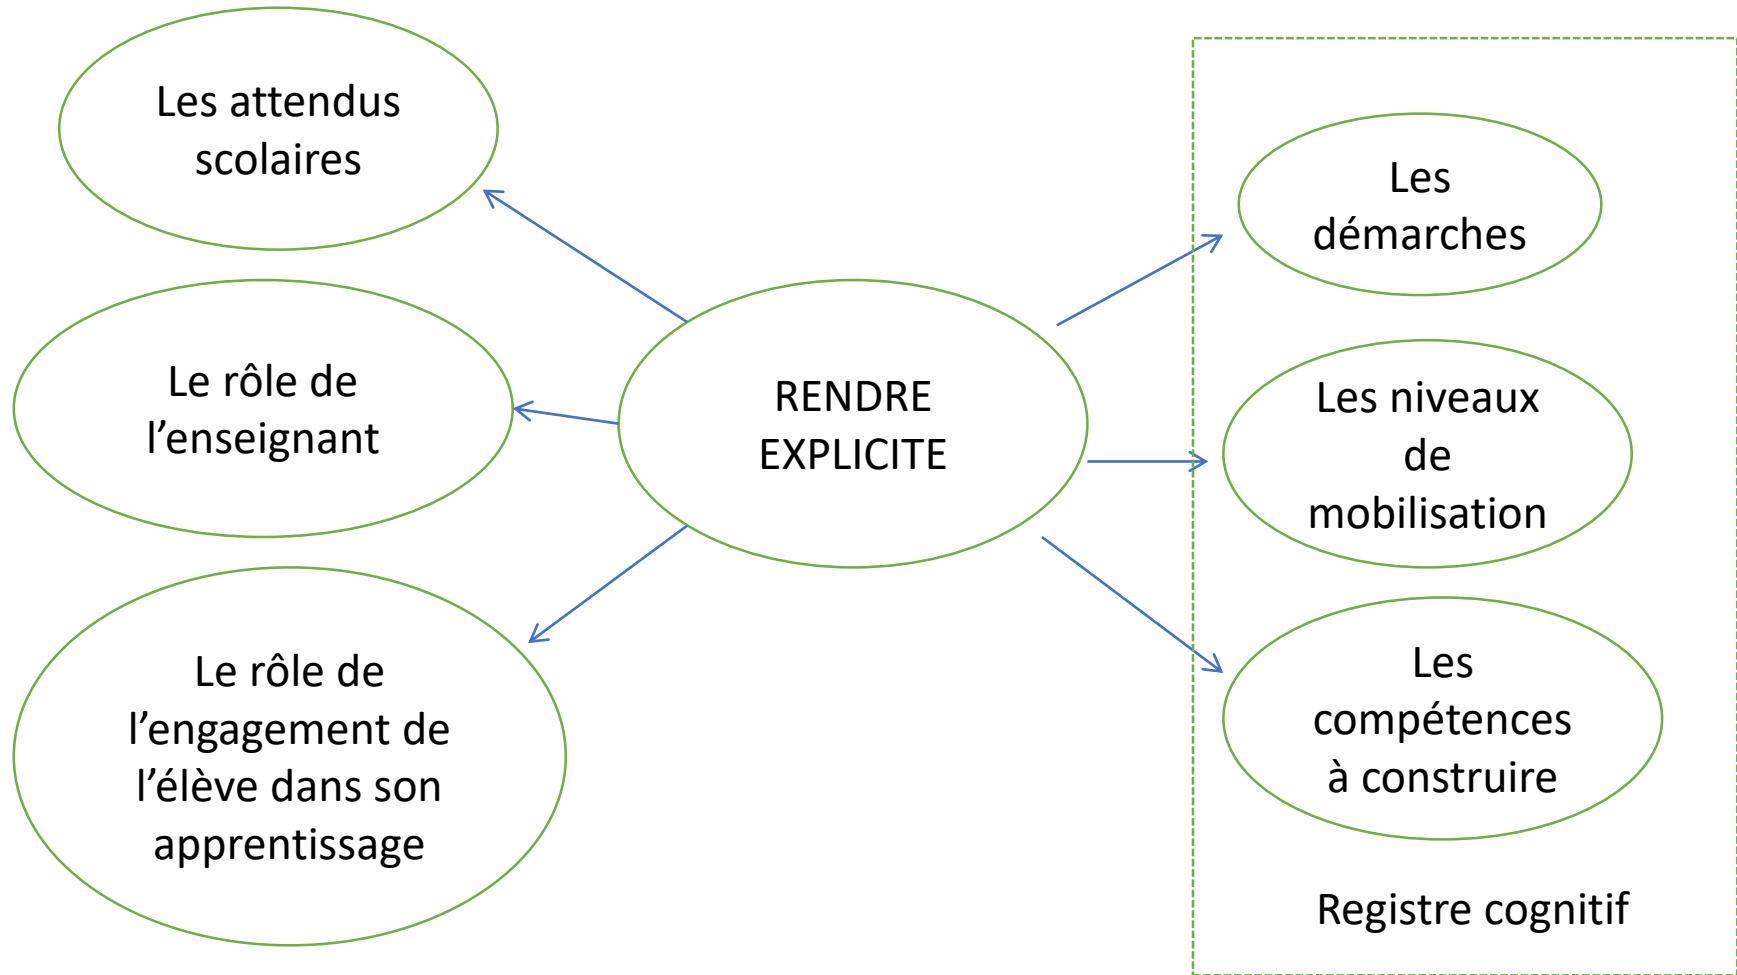 Les attendus
scolaires
Le rôle de
l’enseignant
Le rôle de
l’engagement de
l’élève dans son
apprentissage
RENDRE
EXPLICITE
Les
démarches
Les niveaux
de
mobilisation
Les
compétences
à construire
Registre cognitif